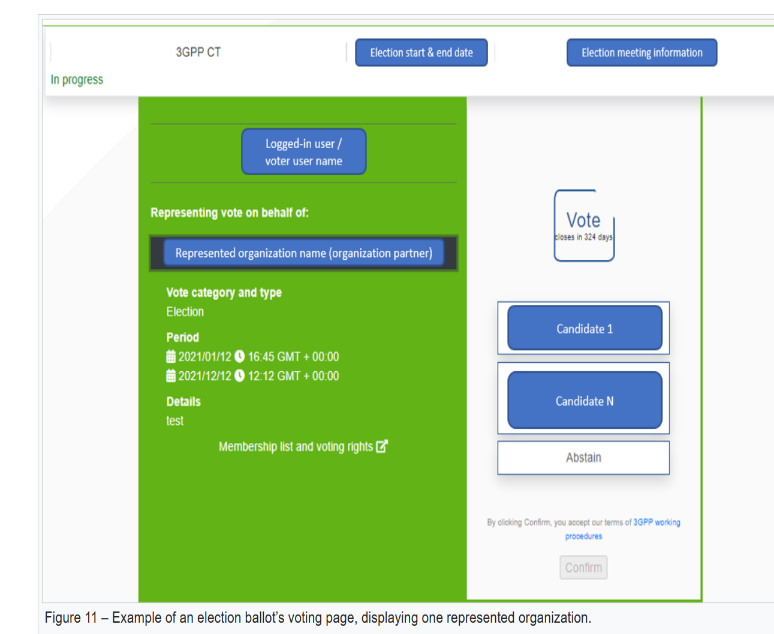 3GPP CT
Election start & end date
Election meeting information
In progress
Logged-in user /
voter user name
Representing vote on behalf of:
Represented organization name (organization partner)
Vote category and type
Election
Period
2021/01/12 16:45 GMT + 00:00
2021/12/12 12:12 GMT + 00:00
Details
test
Membership list and voting rights
Vote
closes in 324 days
Candidate 1
Candidate N
Abstain
By clicking Confirm, you accept our terms of 3GPP working
procedures
Confirm
Figure 11 – Example of an election ballot's voting page, displaying one represented organization.